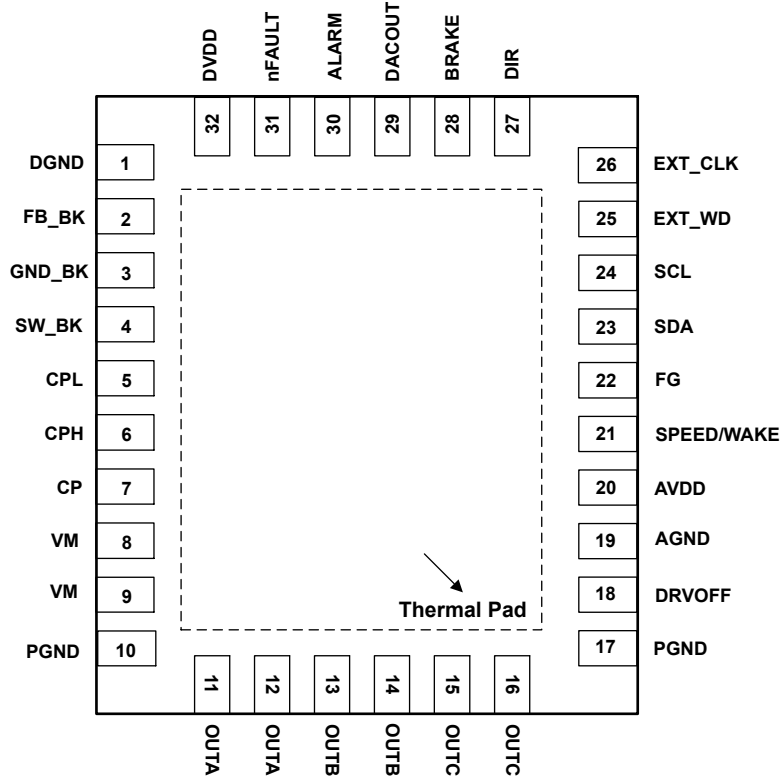 DVDD
nFAULT
ALARM
DACOUT
BRAKE
DIR
32
31
30
29
28
27
DGND 1
FB_BK 2
GND_BK 3
SW_BK 4
CPL 5
CPH 6
CP 7
VM 8
VM 9
PGND 10
26 EXT_CLK
25 EXT_WD
24 SCL
23 SDA
22 FG
21 SPEED/WAKE
20 AVDD
19 AGND
18 DRVOFF
17 PGND
Thermal Pad
11
12
13
14
15
16
OUTA
OUTA
OUTB
OUTB
OUTC
OUTC